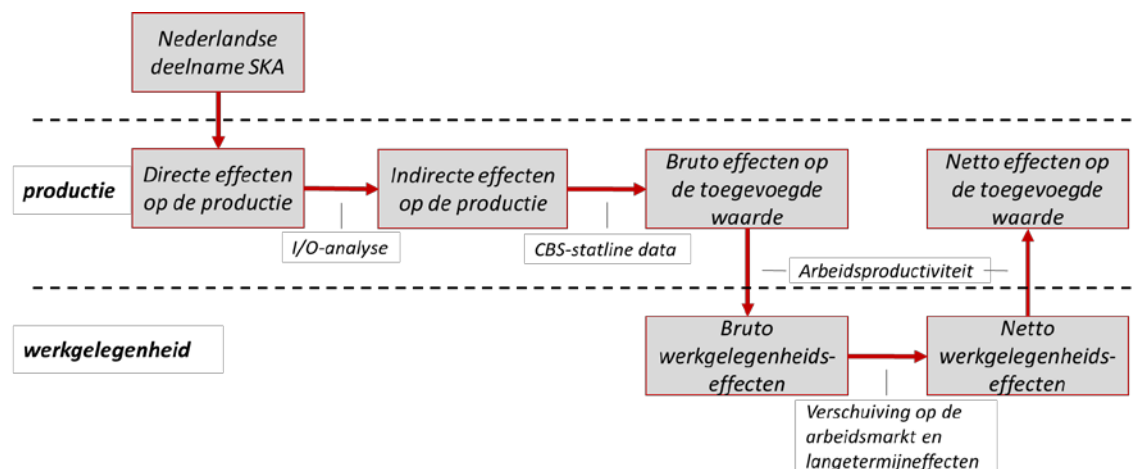 Nederlandse
deelname SKA
productie
Directe effecten
op de productie
Indirecte effecten
op de productie
Bruto effecten op
de toegevoegde
waarde
Netto effecten op
de toegevoegde
waarde
I/O-analyse
CBS-statline data
Arbeidsproductiviteit
werkgelegenheid
Bruto
werkgelegenheids-
effecten
Netto
werkgelegenheids-
effecten
Verschuiving op de
arbeidsmarkt en
langetermijneffecten